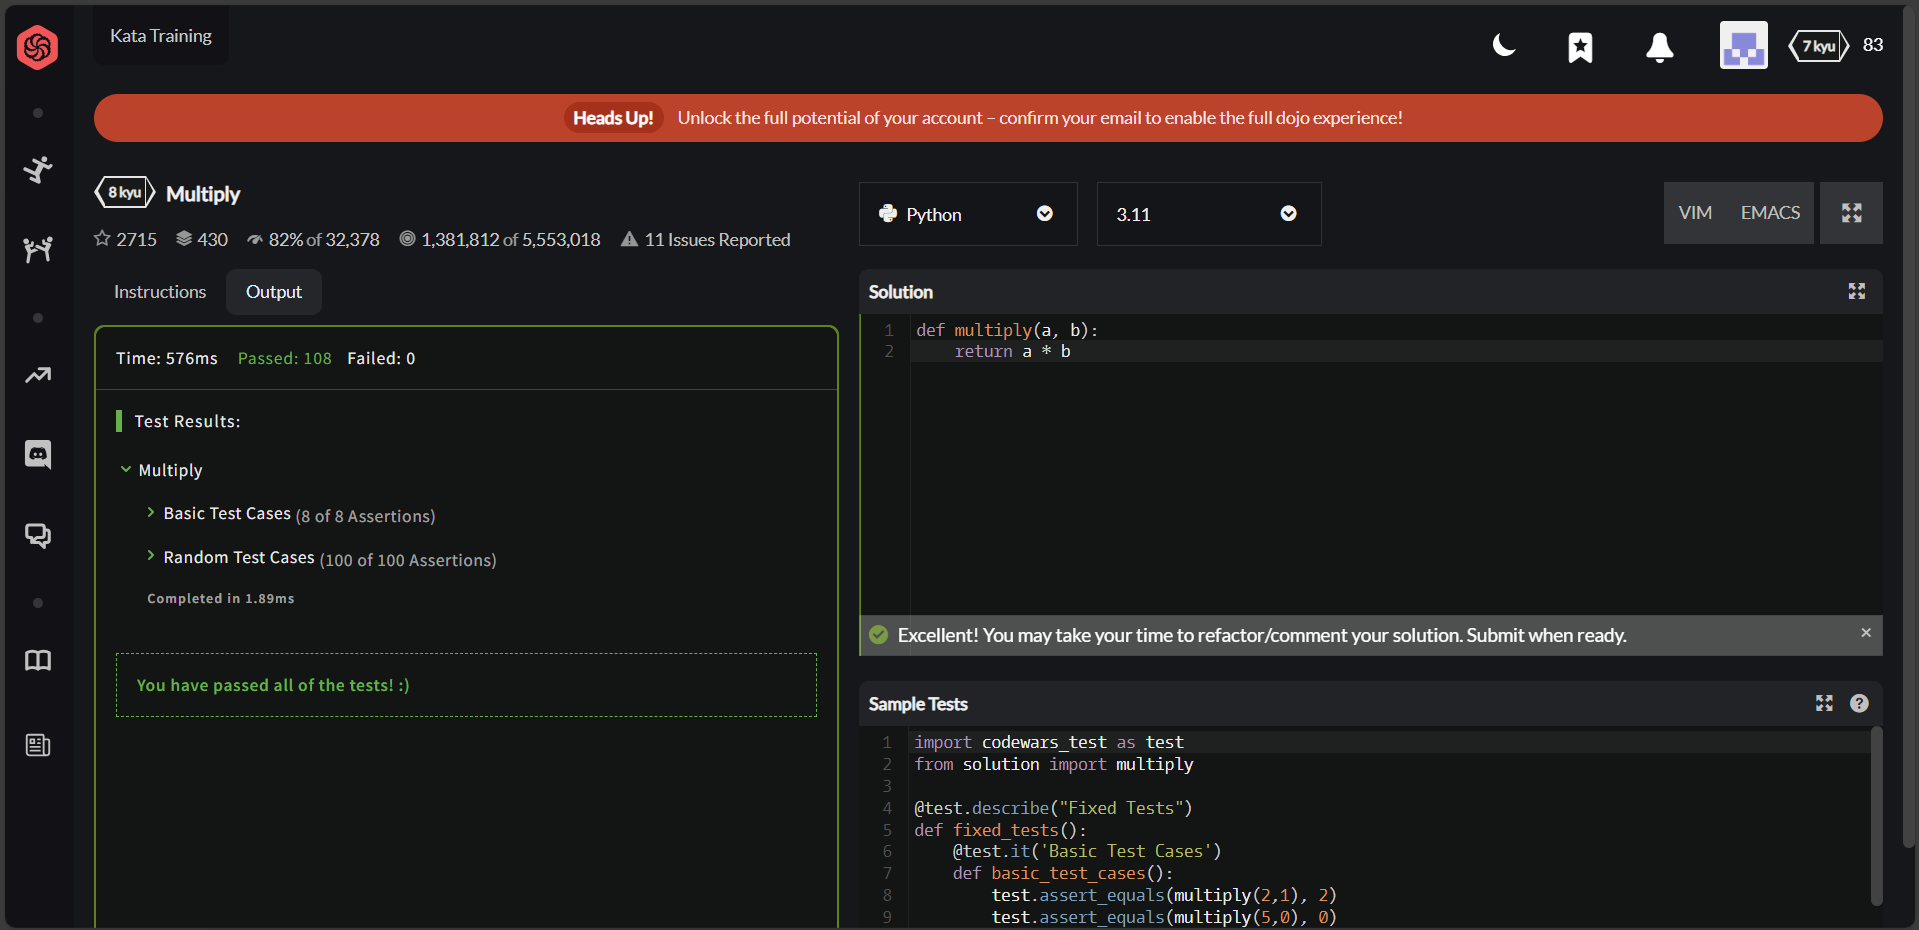 Kata Training
7 kyu 83
Heads Up! Unlock the full potential of your account – confirm your email to enable the full dojo experience!
8 kyu Multiply
2715 430 82% of 32,378 1,381,812 of 5,553,018 11 Issues Reported
Python
3.11
VIM EMACS
Instructions Output
Time: 576ms Passed: 108 Failed: 0
Test Results:
Multiply
Basic Test Cases (8 of 8 Assertions)
Random Test Cases (100 of 100 Assertions)
Completed in 1.89ms
You have passed all of the tests! :)
Solution
1 def multiply(a, b):
2     return a * b
Excellent! You may take your time to refactor/comment your solution. Submit when ready. ×
Sample Tests ?
1 import codewars_test as test
2 from solution import multiply
3
4 @test.describe("Fixed Tests")
5 def fixed_tests():
6     @test.it('Basic Test Cases')
7     def basic_test_cases():
8         test.assert_equals(multiply(2,1), 2)
9         test.assert_equals(multiply(5,0), 0)